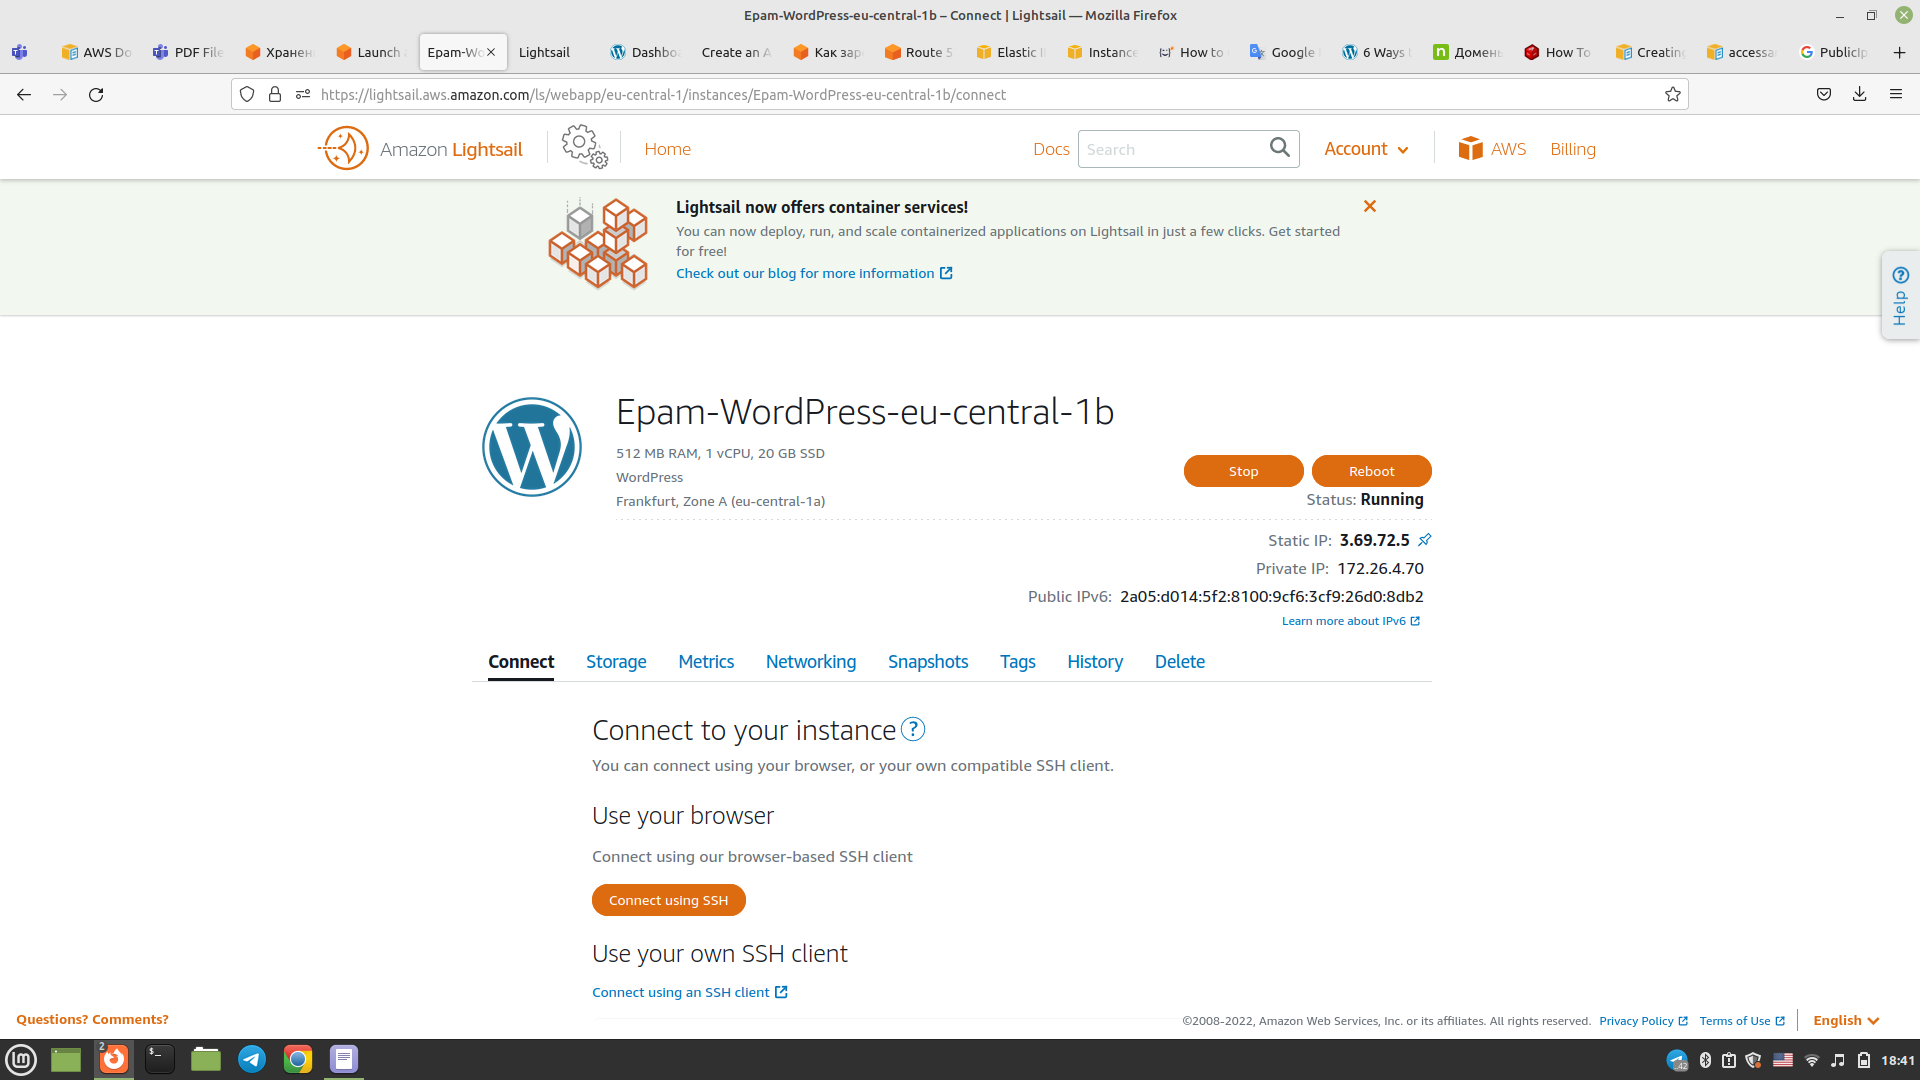 Epam-WordPress-eu-central-1b – Connect | Lightsail — Mozilla Firefox
AWS Do
PDF File
Хранен
Launch
Epam-Wo
Lightsail
Dashbo
Create an A
Как зар
Route 5
Elastic I
Instance
How to
Google
6 Ways
Домень
How To
Creatin
accessa
PublicIp
https://lightsail.aws.amazon.com/ls/webapp/eu-central-1/instances/Epam-WordPress-eu-central-1b/connect
Amazon Lightsail
Home
Docs
Search
Account
AWS
Billing
Lightsail now offers container services!
You can now deploy, run, and scale containerized applications on Lightsail in just a few clicks. Get started
for free!
Check out our blog for more information
Help
Epam-WordPress-eu-central-1b
512 MB RAM, 1 vCPU, 20 GB SSD
WordPress
Frankfurt, Zone A (eu-central-1a)
Stop
Reboot
Status: Running
Static IP: 3.69.72.5
Private IP: 172.26.4.70
Public IPv6: 2a05:d014:5f2:8100:9cf6:3cf9:26d0:8db2
Learn more about IPv6
Connect
Storage
Metrics
Networking
Snapshots
Tags
History
Delete
Connect to your instance ?
You can connect using your browser, or your own compatible SSH client.
Use your browser
Connect using our browser-based SSH client
Connect using SSH
Use your own SSH client
Connect using an SSH client
Questions? Comments?
©2008-2022, Amazon Web Services, Inc. or its affiliates. All rights reserved.
Privacy Policy
Terms of Use
English
2
42
18:41